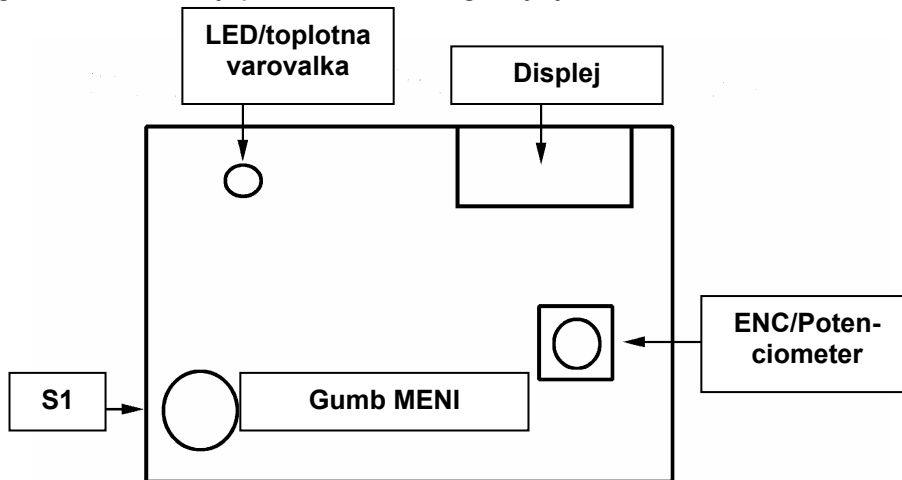 LED/toplotna
varovalka
Displej
ENC/Poten-
ciometer
S1
Gumb MENI